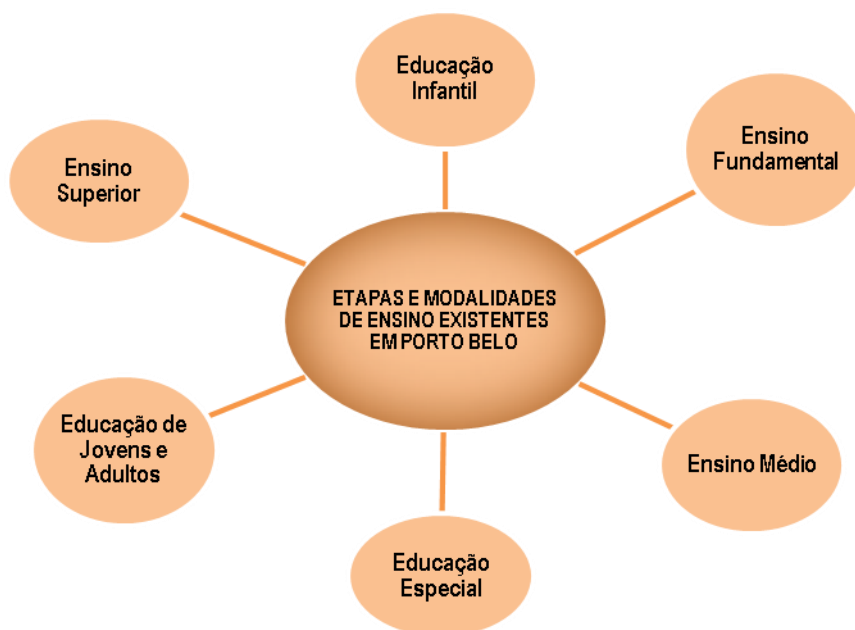 Educação
Infantil
Ensino
Fundamental
Ensino
Superior
ETAPAS E MODALIDADES
DE ENSINO EXISTENTES
EM PORTO BELO
Educação de
Jovens e
Adultos
Ensino Médio
Educação
Especial